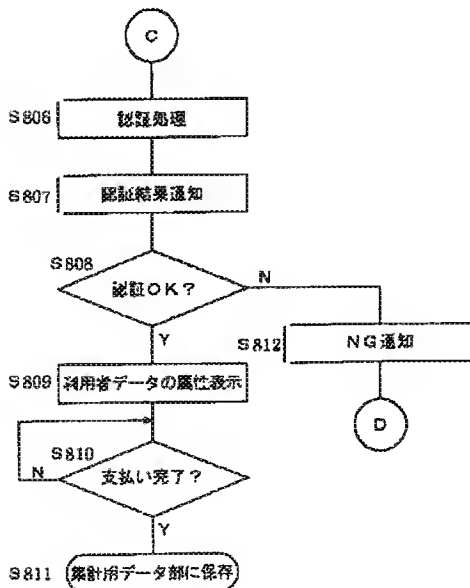 C
S806 認証処理
S807 認証結果通知
S808
認証OK?
N
Y
S812 NG通知
S809 利用者データの属性表示
D
S810
N 支払い完了?
Y
S811 集計用データ部に保存